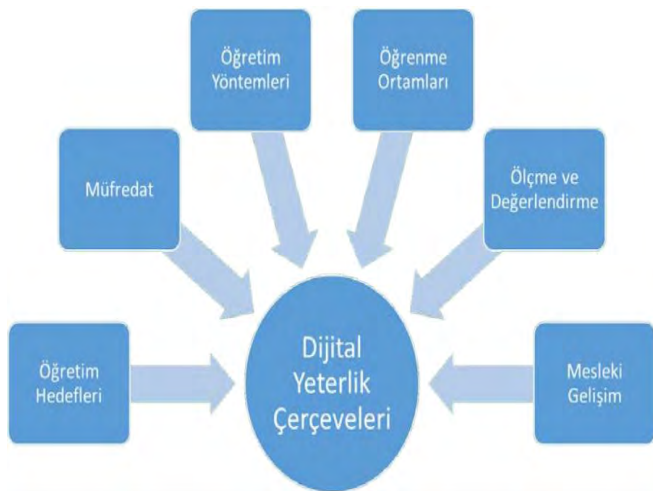 Öğretim
Yöntemleri
Öğrenme
Ortamları
Müfredat
Ölçme ve
Değerlendirme
Öğretim
Hedefleri
Dijital
Yeterlik
Çerçeveleri
Mesleki
Gelişim